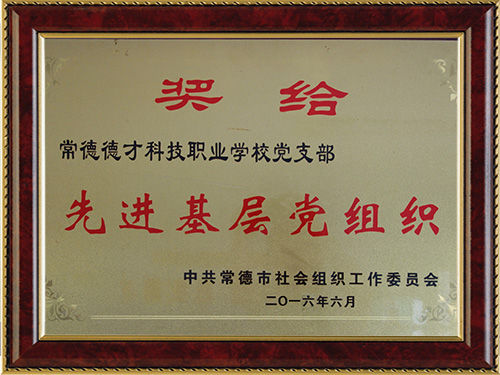 奖给
常德德才科技职业学校党支部
先进基层党组织
中共常德市社会组织工作委员会
二〇一六年六月